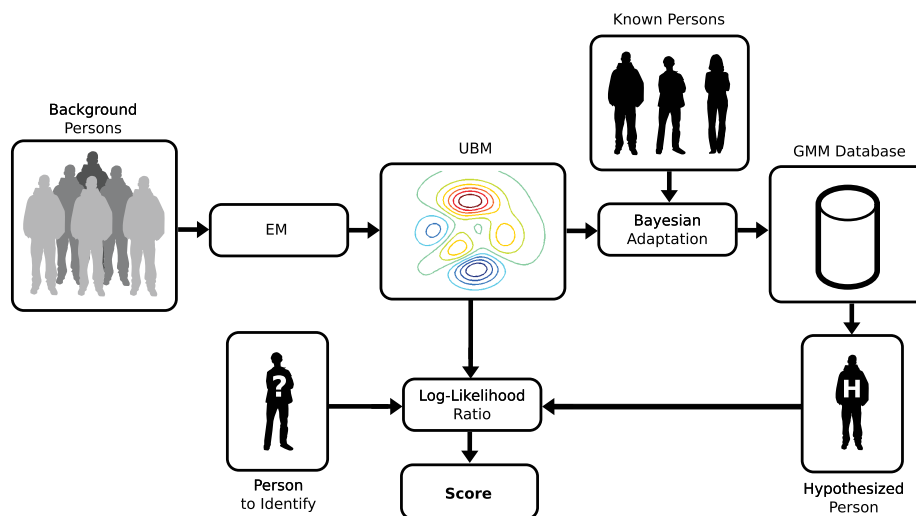 Known Persons
Background
Persons
UBM
GMM Database
EM
Bayesian
Adaptation
?
H
Log-Likelihood
Ratio
Person
to Identify
Score
Hypothesized
Person